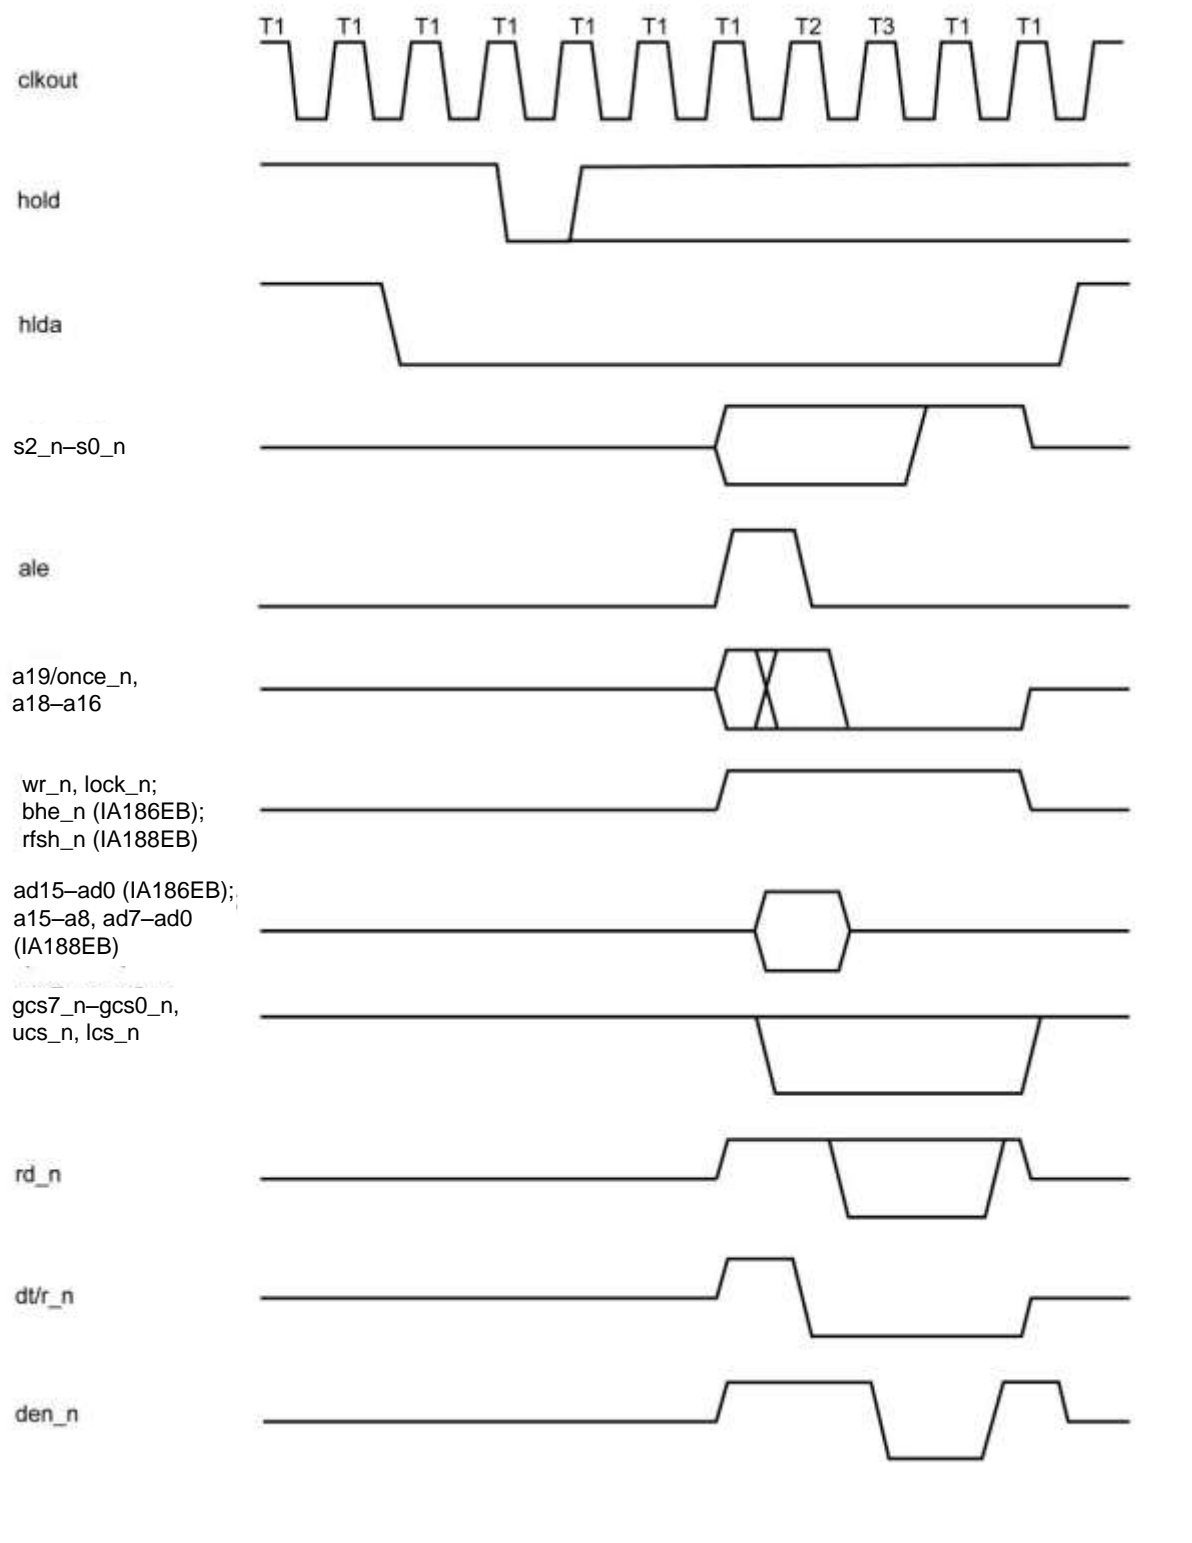 T1 T1 T1 T1 T1 T1 T1 T2 T3 T1 T1
clkout
hold
hlda
s2_n–s0_n
ale
a19/once_n,
a18–a16
wr_n, lock_n;
bhe_n (IA186EB);
rfsh_n (IA188EB)
ad15–ad0 (IA186EB);
a15–a8, ad7–ad0
(IA188EB)
gcs7_n–gcs0_n,
ucs_n, lcs_n
rd_n
dt/r_n
den_n